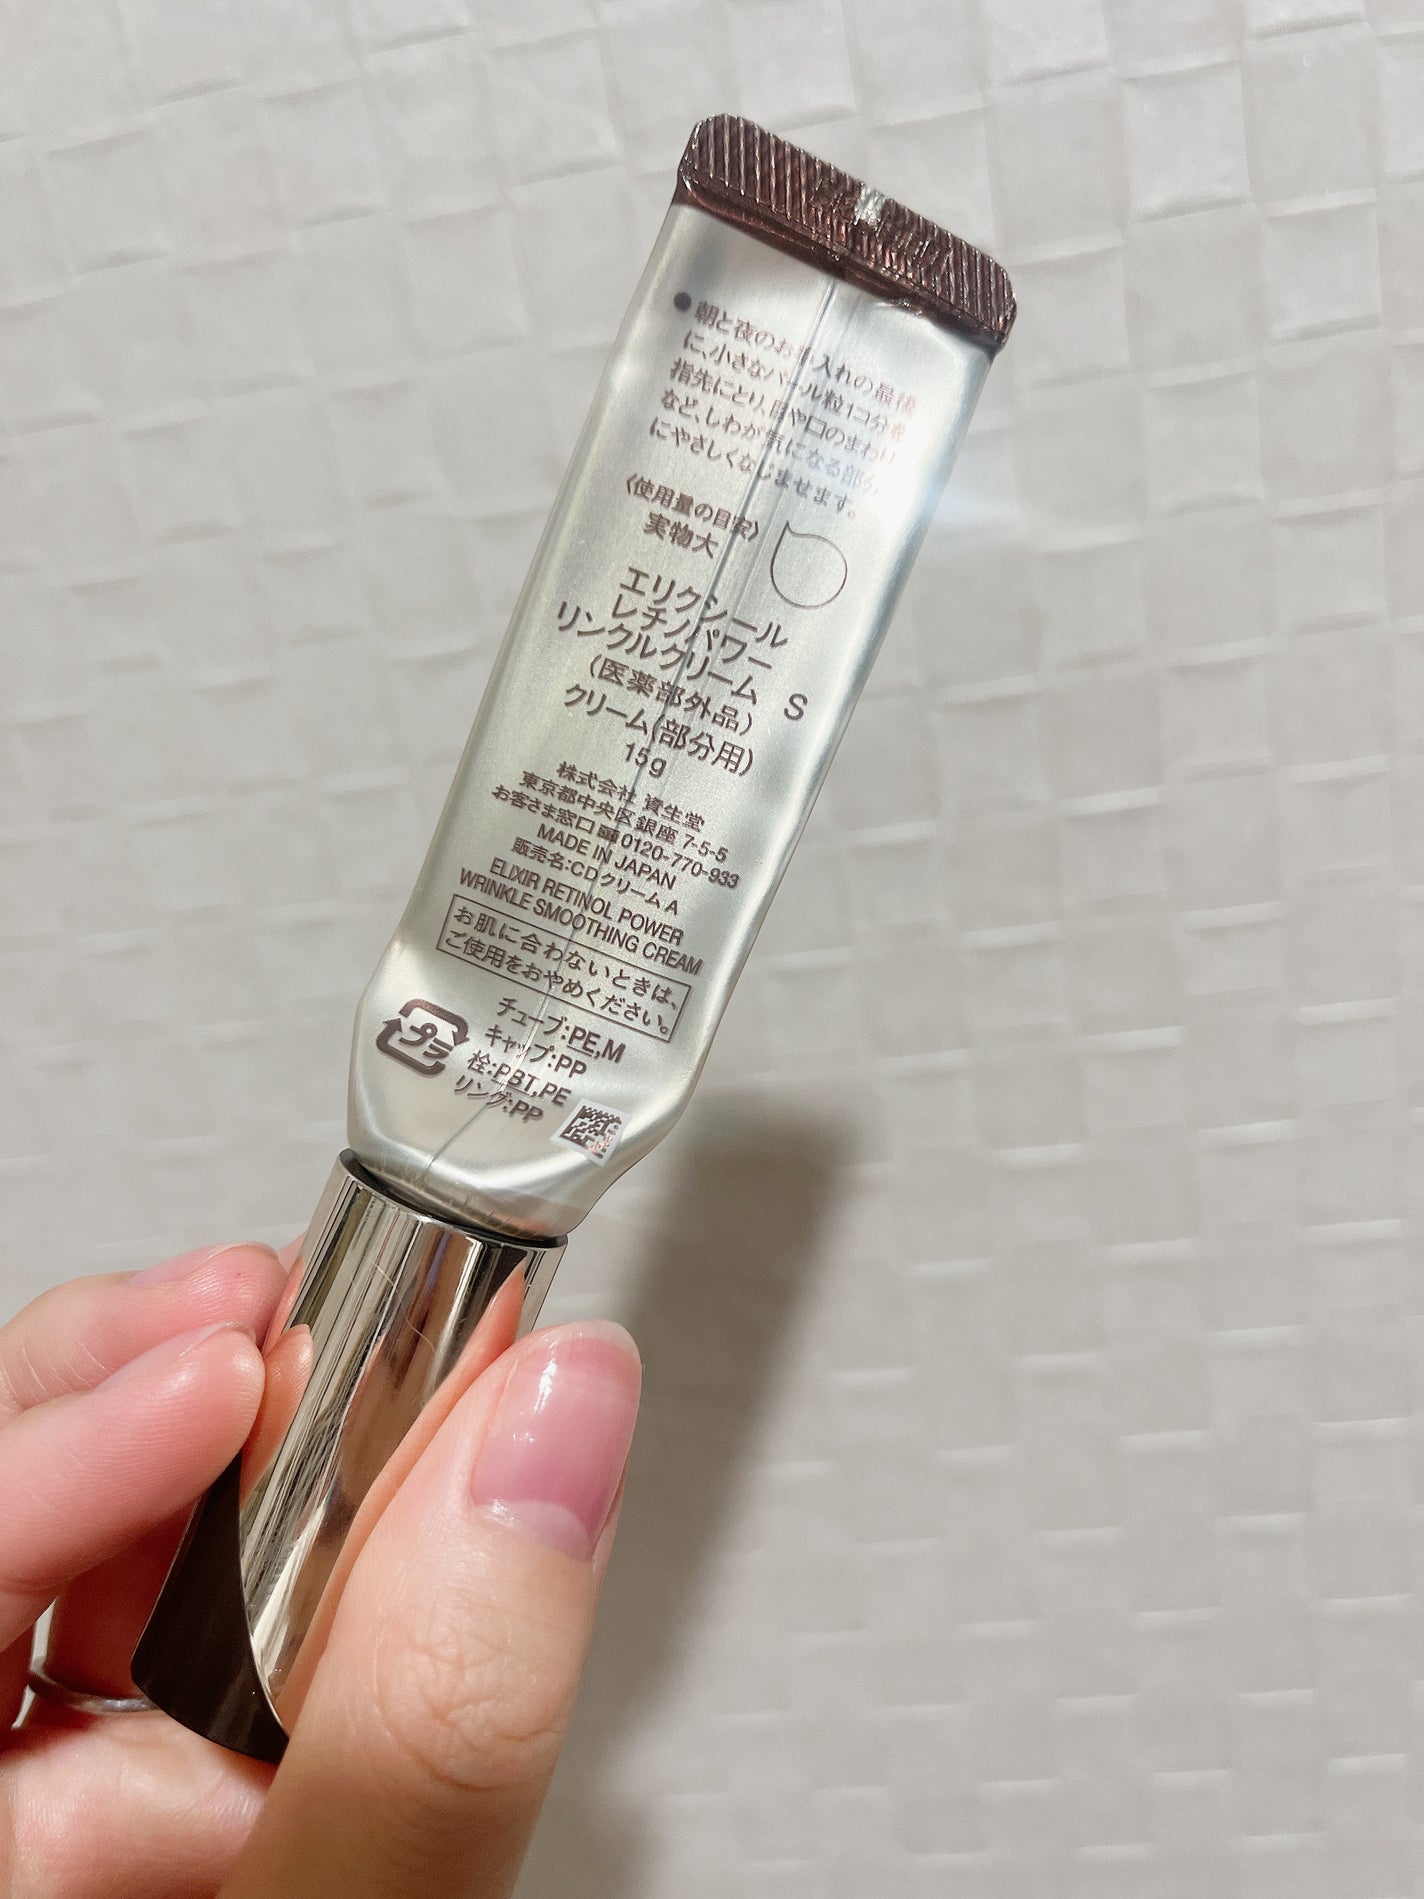 ●朝と夜のお手入れの最後
に、小さなパール粒1コ分を
指先にとり、目や口のまわり
など、しわが気になる部分
にやさしくなじませます。
〈使用量の目安〉
実物大
エリクシール
レチノパワー
リンクルクリーム S
(医薬部外品)
クリーム(部分用)
15g
株式会社 資生堂
東京都中央区銀座 7-5-5
お客さま窓口 0120-770-933
MADE IN JAPAN
販売名:CDクリームA
ELIXIR RETINOL POWER
WRINKLE SMOOTHING CREAM
お肌に合わないときは、
ご使用をおやめください。
プラ
チューブ:PE,M
キャップ:PP
栓:PBT,PE
リング:PP